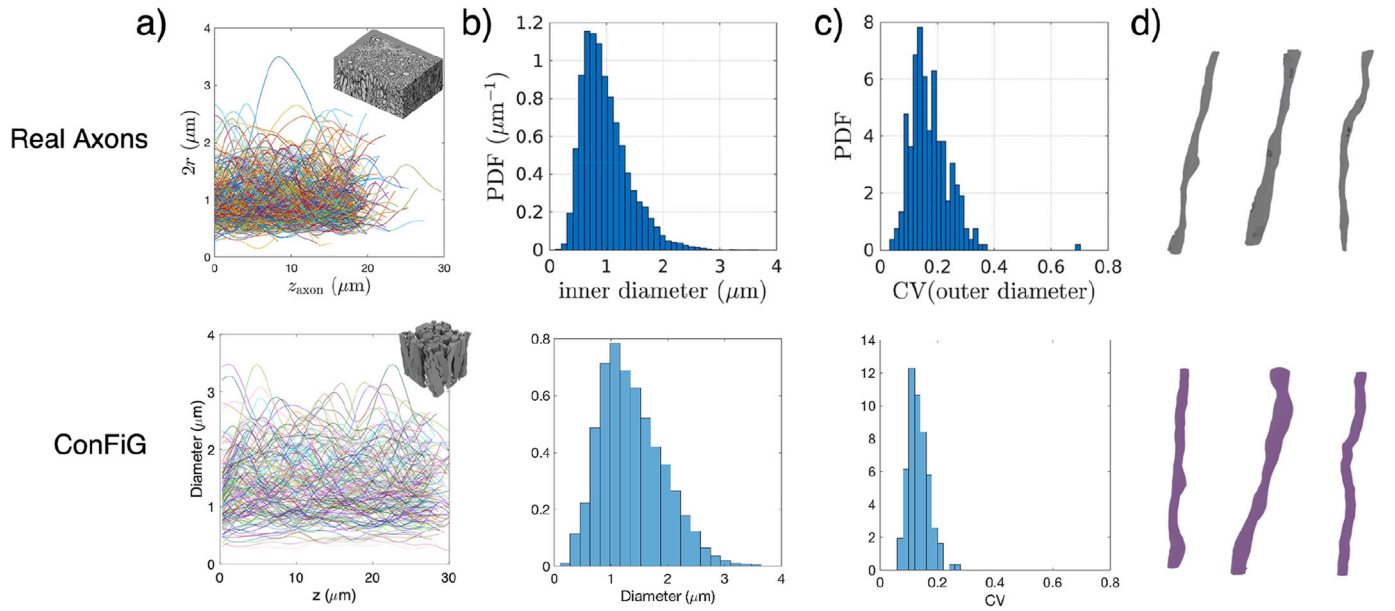 a)
b)
c)
d)
Real Axons
4
3
2
1
0
2r (μm)
0 10 20 30
z_axon (μm)
1.2
1
0.8
0.6
0.4
0.2
0
PDF (μm⁻¹)
0 1 2 3 4
inner diameter (μm)
8
6
4
2
0
PDF
0 0.2 0.4 0.6 0.8
CV(outer diameter)
ConFiG
4
3
2
1
0
Diameter (μm)
0 5 10 15 20 25 30
z (μm)
0.8
0.6
0.4
0.2
0
0 1 2 3 4
Diameter (μm)
14
12
10
8
6
4
2
0
0 0.2 0.4 0.6 0.8
CV